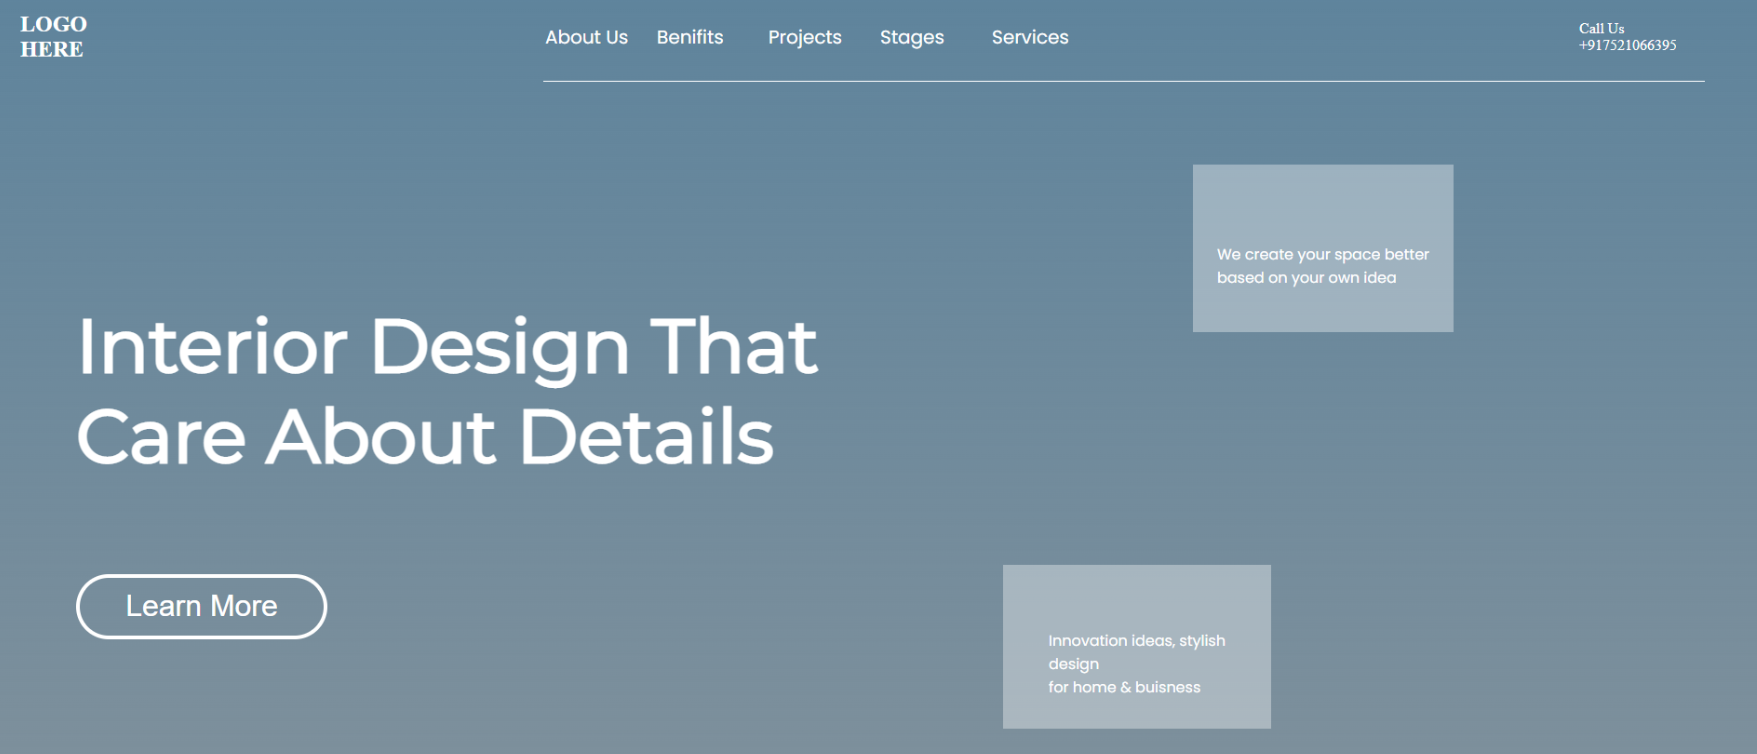 LOGO
HERE
About Us
Benifits
Projects
Stages
Services
Call Us
+917521066395
We create your space better
based on your own idea
Interior Design That
Care About Details
Learn More
Innovation ideas, stylish
design
for home & buisness